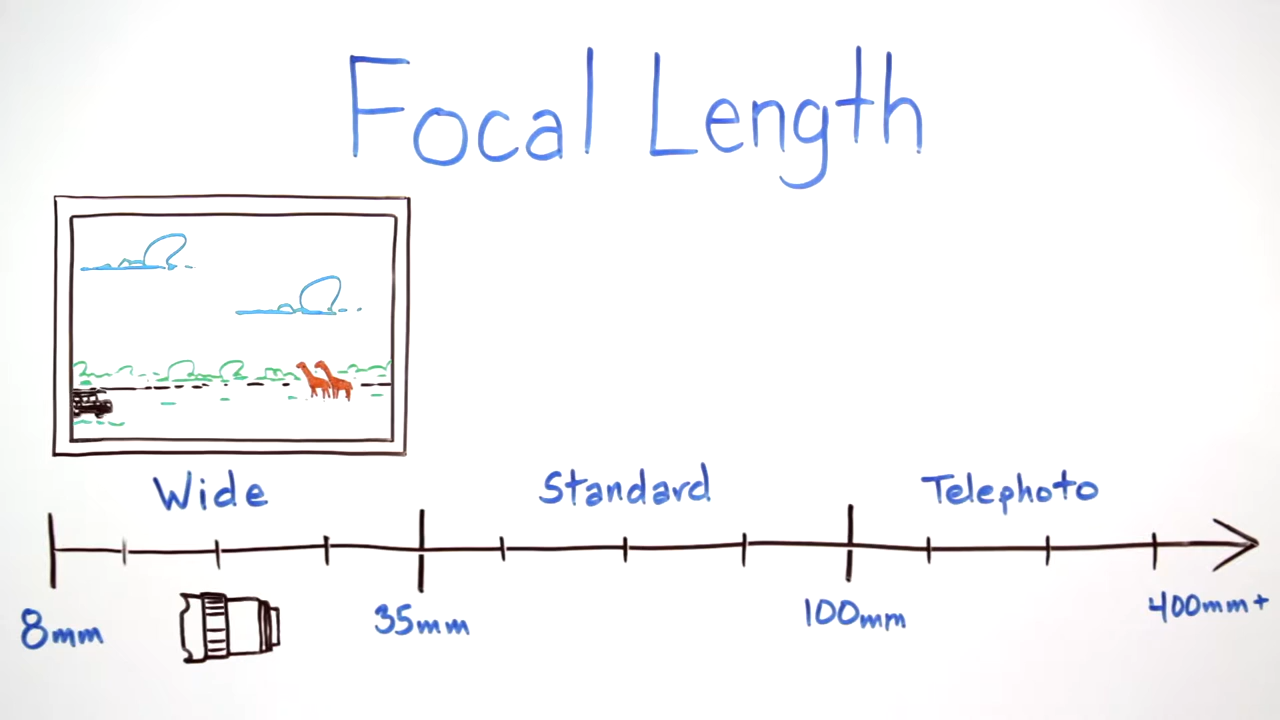 Focal Length
Wide
Standard
Telephoto
8mm
35mm
100mm
400mm+